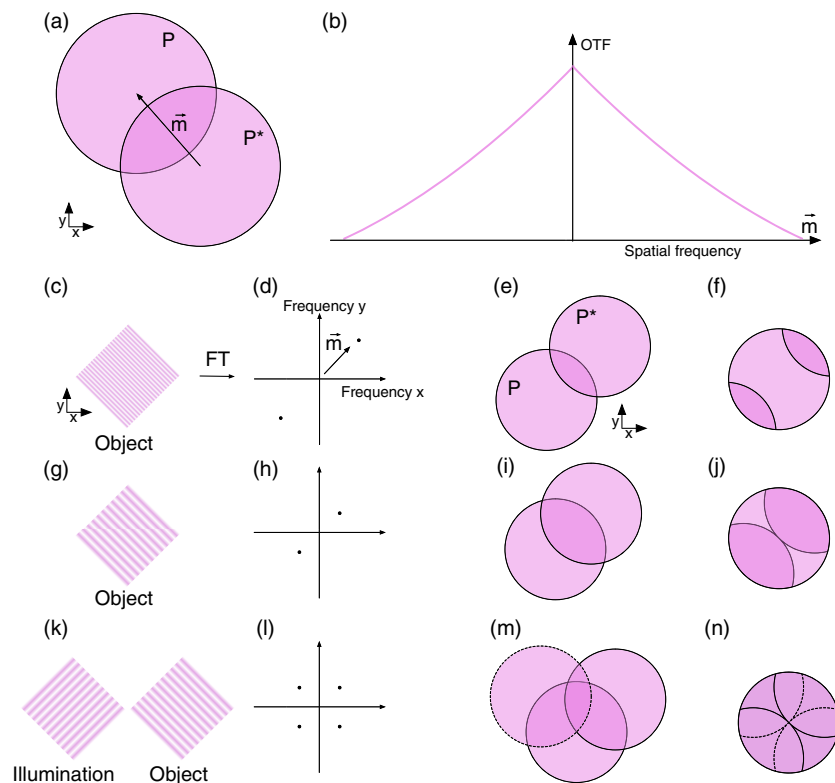 (a)
P
P*
m
y
x
(b)
OTF
m
Spatial frequency
(c)
y
x
Object
FT
(d)
Frequency y
m
Frequency x
(e)
P*
P
y
x
(f)
(g)
Object
(h)
(i)
(j)
(k)
Illumination
Object
(l)
(m)
(n)